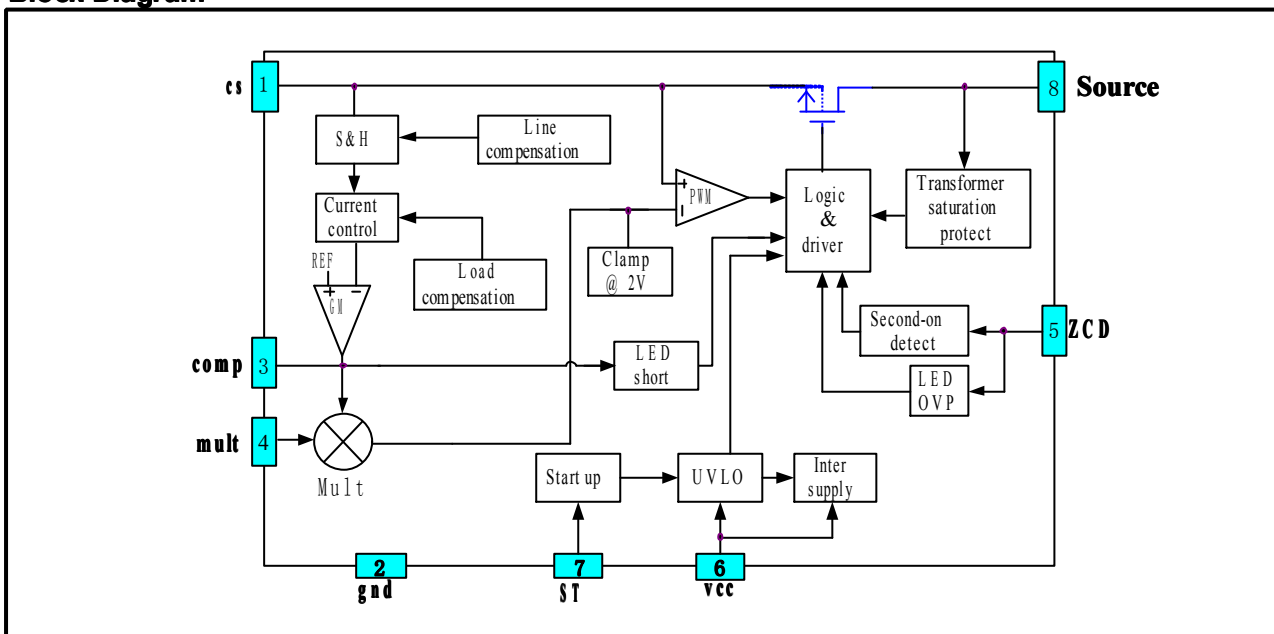 Block Diagram
cs
1
8
Source
S&H
Line
compensation
Current
control
Load
compensation
REF
+
-
GM
+
-
PWM
Clamp
@ 2V
Logic
&
driver
Transformer
saturation
protect
Second-on
detect
5
ZCD
LED
OVP
comp
3
LED
short
mult
4
Mult
Start up
UVLO
Inter
supply
2
gnd
7
ST
6
vcc